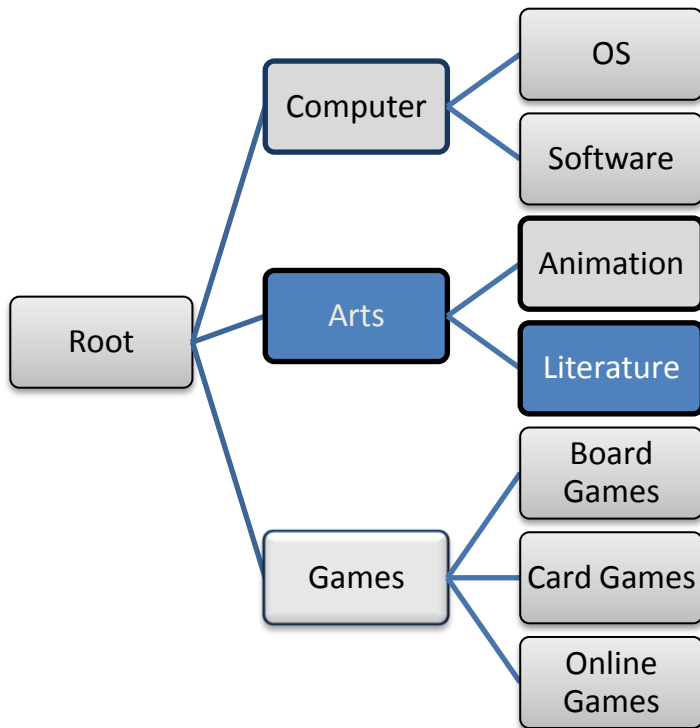 Root
Computer
OS
Software
Arts
Animation
Literature
Games
Board
Games
Card Games
Online
Games